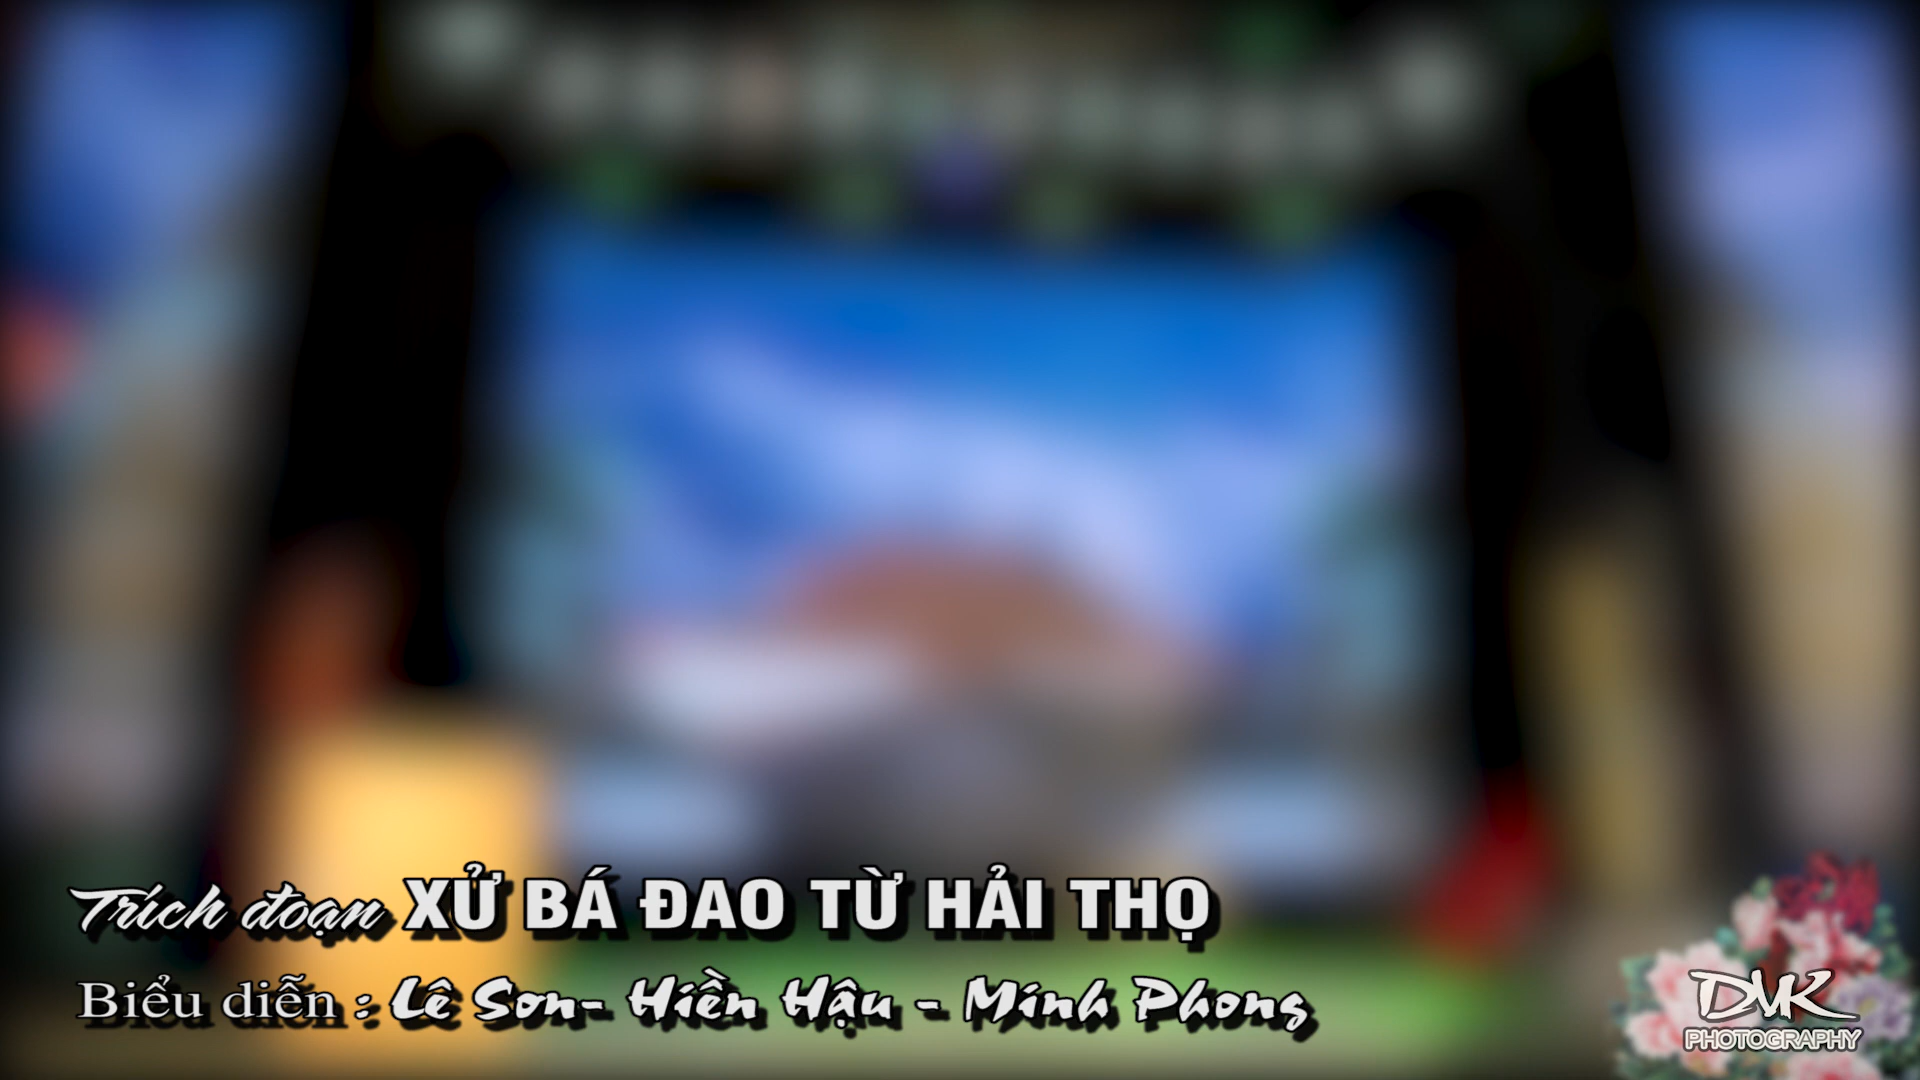 Trích đoạn XỬ BÁ ĐAO TỪ HẢI THỌ
Biểu diễn : Lê Sơn- Hiền Hậu - Minh Phong
DVK
PHOTOGRAPHY